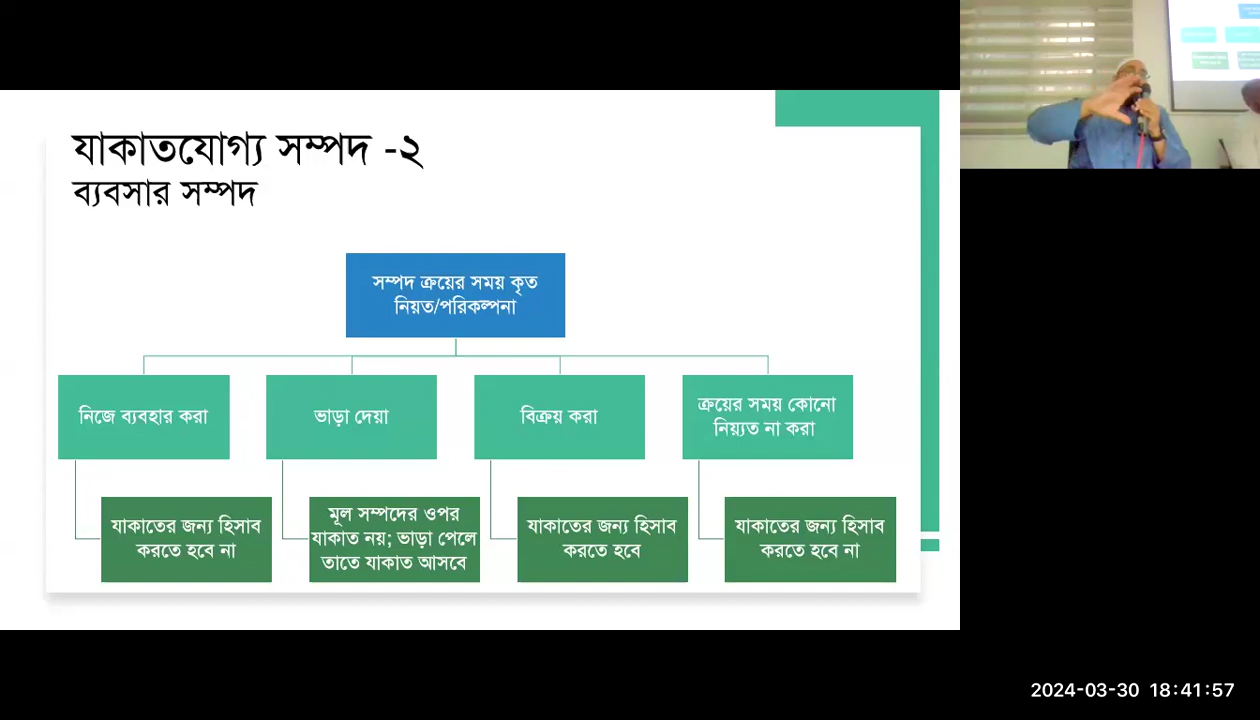 যাকাতযোগ্য সম্পদ -২
ব্যবসার সম্পদ
সম্পদ ক্রয়ের সময় কৃত
নিয়ত/পরিকল্পনা
নিজে ব্যবহার করা
ভাড়া দেয়া
বিক্রয় করা
ক্রয়ের সময় কোনো
নিয়্যত না করা
যাকাতের জন্য হিসাব
করতে হবে না
মূল সম্পদের ওপর
যাকাত নয়; ভাড়া পেলে
তাতে যাকাত আসবে
যাকাতের জন্য হিসাব
করতে হবে
যাকাতের জন্য হিসাব
করতে হবে না
2024-03-30 18:41:57